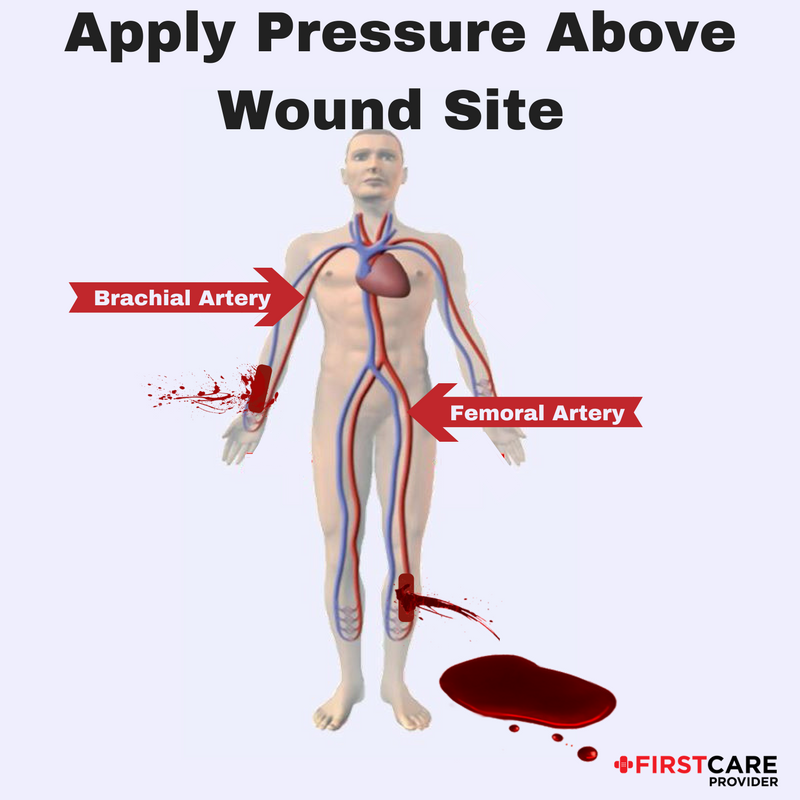 Apply Pressure Above
Wound Site
Brachial Artery
Femoral Artery
FIRSTCARE
PROVIDER